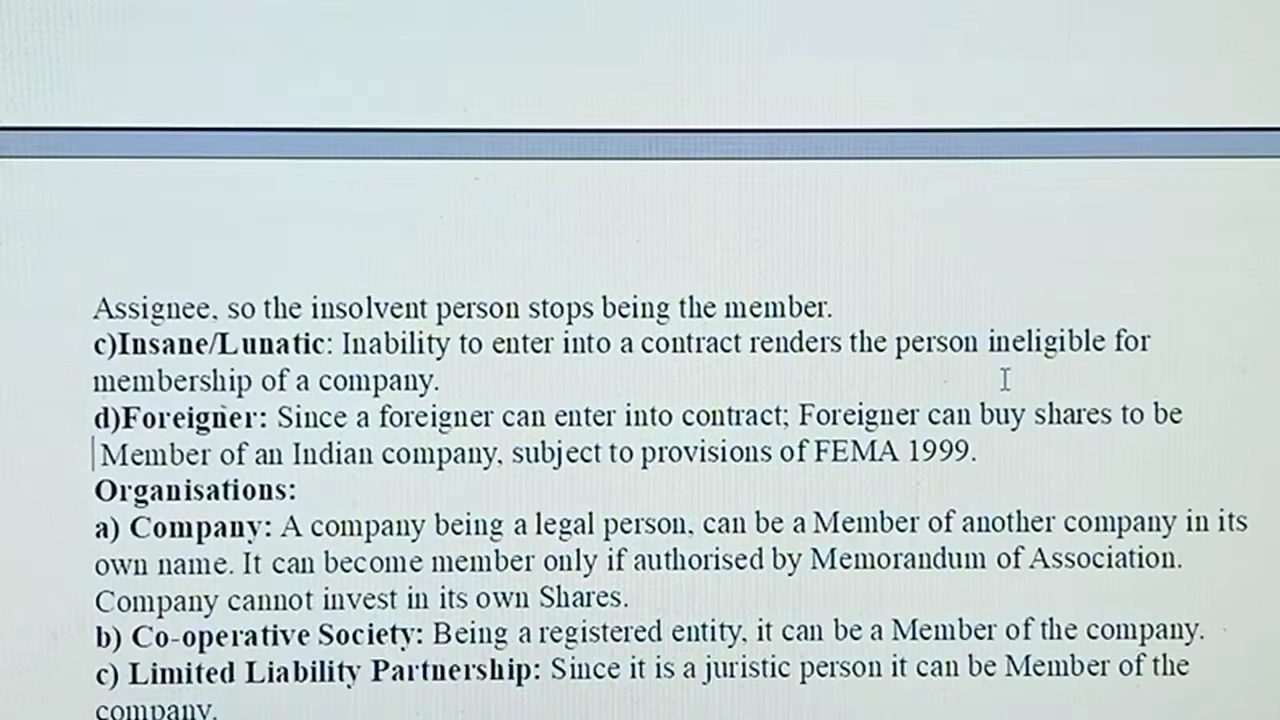 Assignee, so the insolvent person stops being the member.
c)Insane/Lunatic: Inability to enter into a contract renders the person ineligible for
membership of a company.
d)Foreigner: Since a foreigner can enter into contract; Foreigner can buy shares to be
Member of an Indian company, subject to provisions of FEMA 1999.
Organisations:
a) Company: A company being a legal person, can be a Member of another company in its
own name. It can become member only if authorised by Memorandum of Association.
Company cannot invest in its own Shares.
b) Co-operative Society: Being a registered entity, it can be a Member of the company.
c) Limited Liability Partnership: Since it is a juristic person it can be Member of the
company.